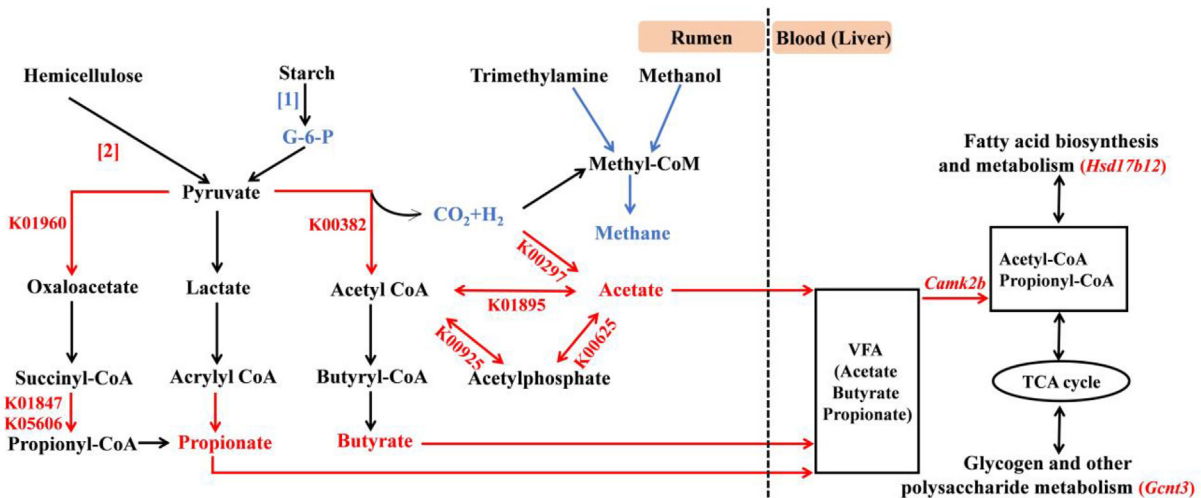 Rumen
Blood (Liver)
Hemicellulose
Starch
Trimethylamine
Methanol
[1]
G-6-P
[2]
Fatty acid biosynthesis
and metabolism (Hsd17b12)
Methyl-CoM
Pyruvate
K01960
K00382
CO2+H2
Methane
K00297
Oxaloacetate
Lactate
Acetyl CoA
K01895
Acetate
Camk2b
Acetyl-CoA
Propionyl-CoA
K00925
K00625
VFA
(Acetate
Butyrate
Propionate)
Succinyl-CoA
Acrylyl CoA
Butyryl-CoA
Acetylphosphate
TCA cycle
K01847
K05606
Propionyl-CoA
Propionate
Butyrate
Glycogen and other
polysaccharide metabolism (Gcnt3)